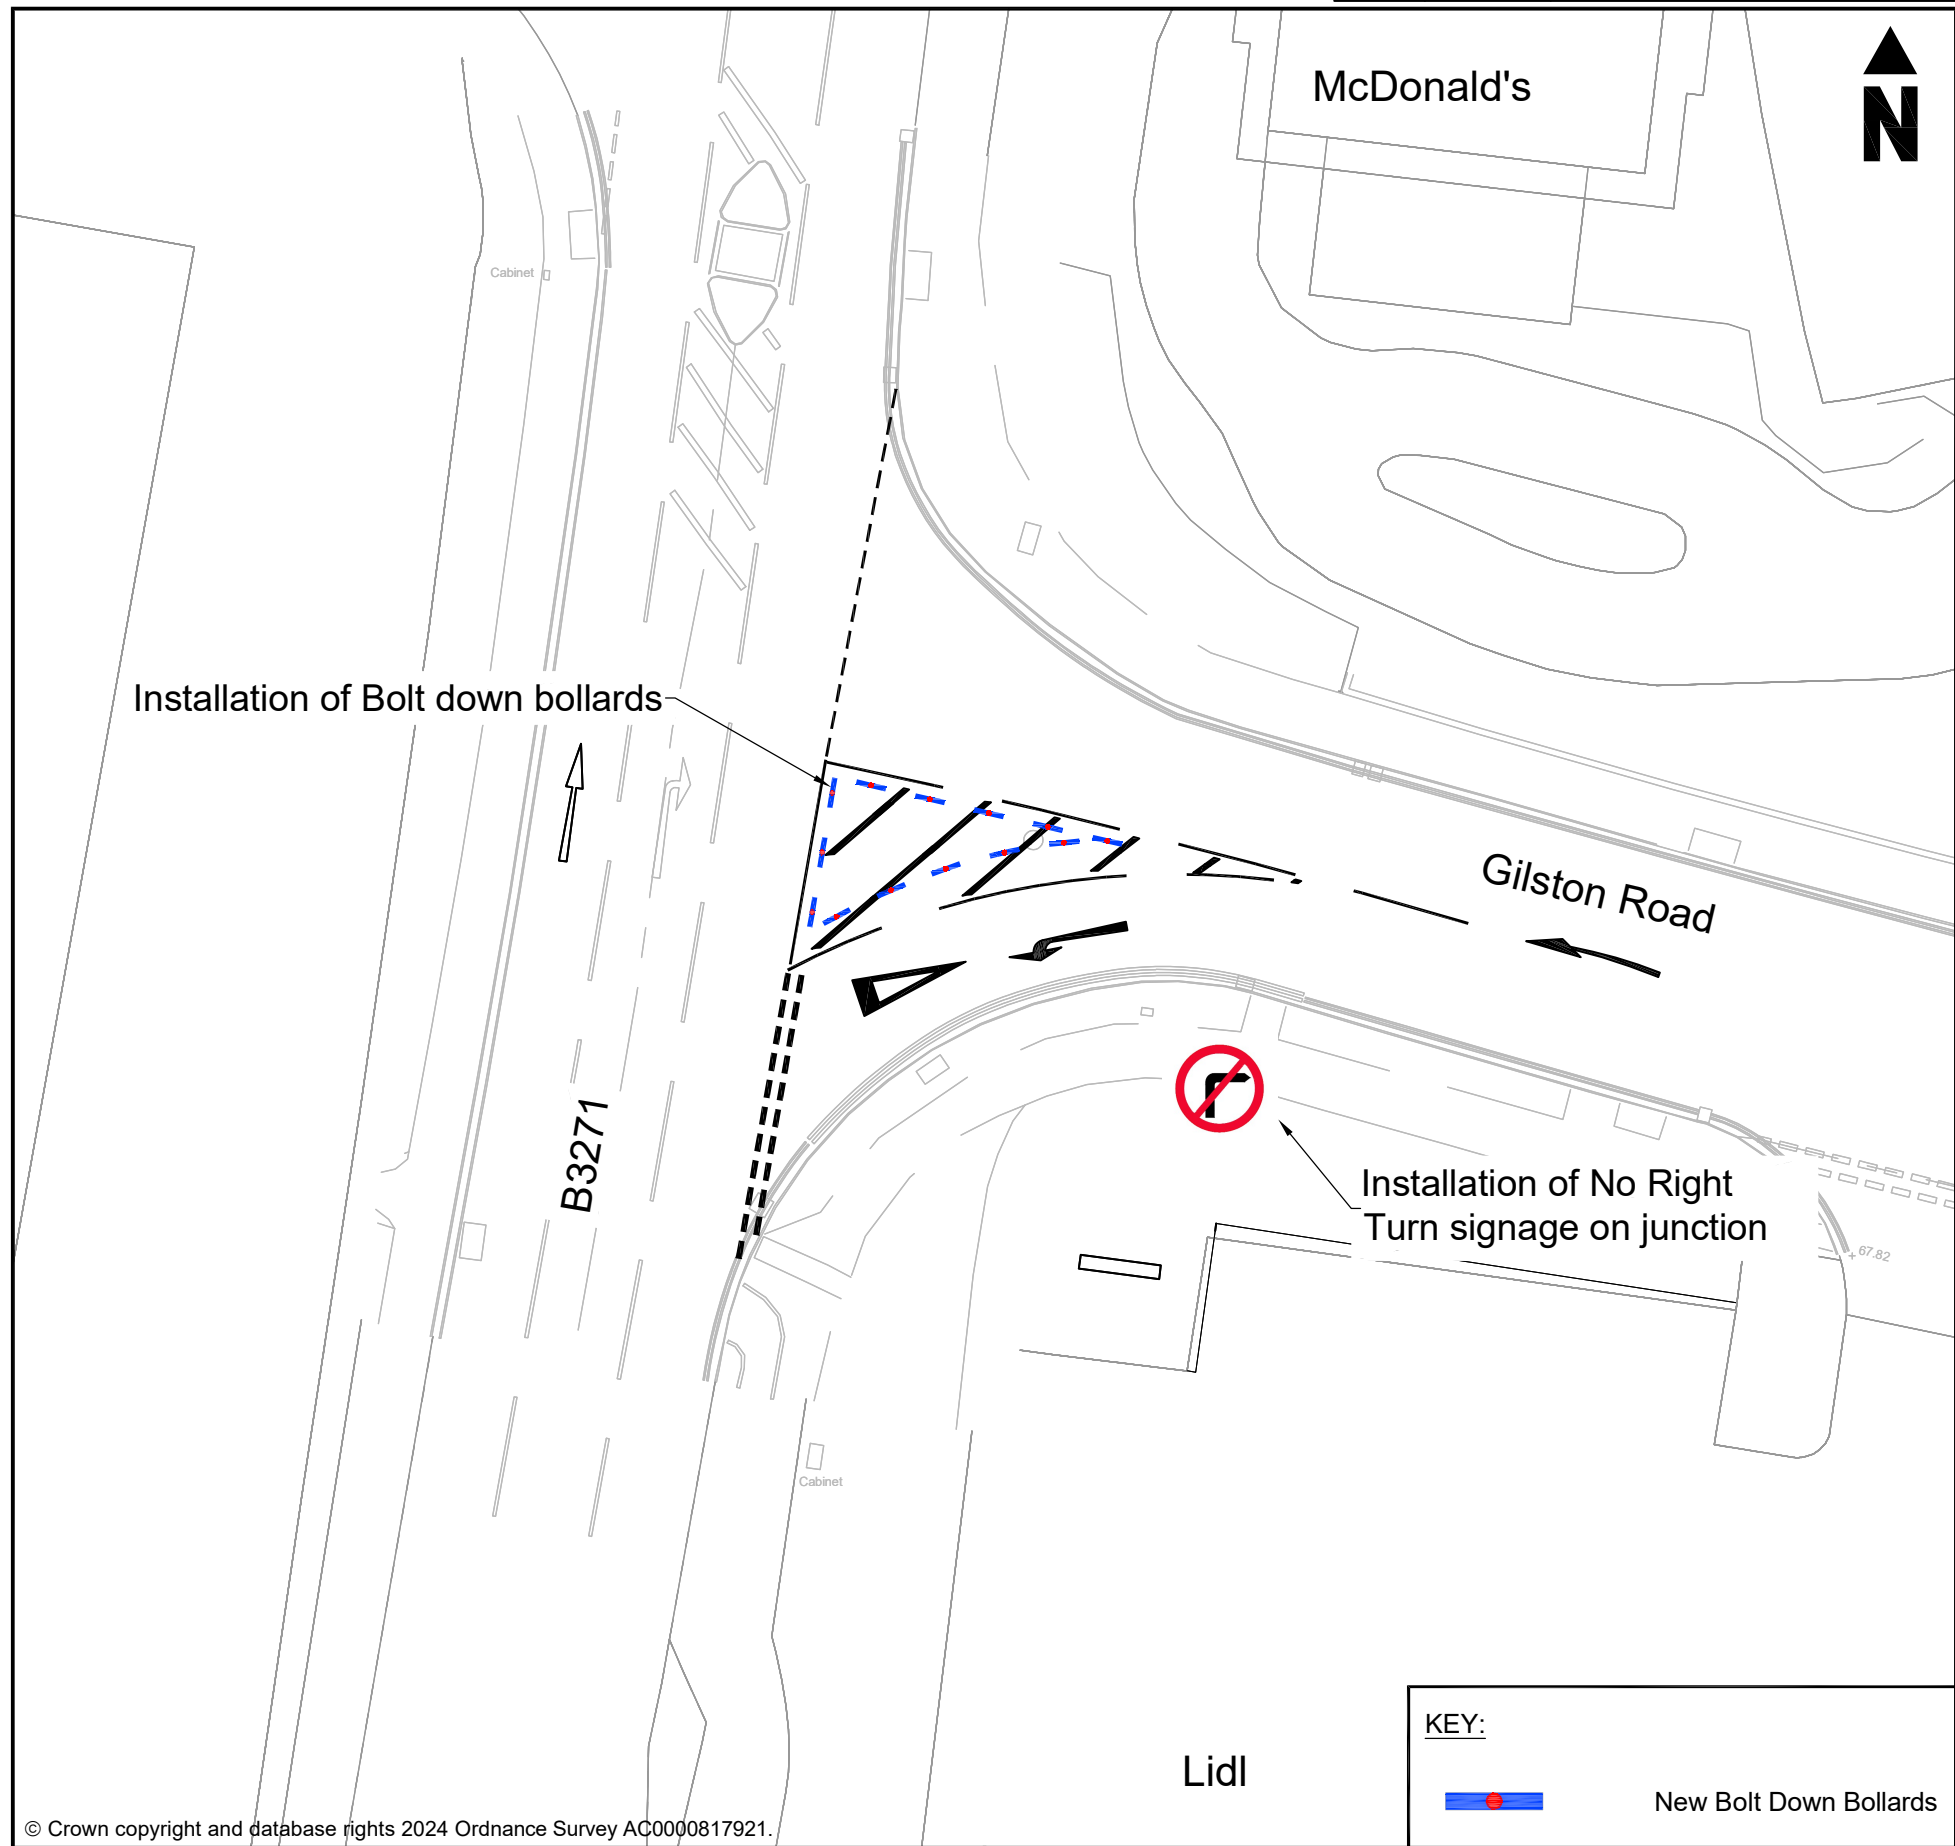 McDonald's
N
Cabinet
Installation of Bolt down bollards
Gilston Road
B3271
Installation of No Right
Turn signage on junction
67.82
Cabinet
KEY:
Lidl
New Bolt Down Bollards
© Crown copyright and database rights 2024 Ordnance Survey AC0000817921.